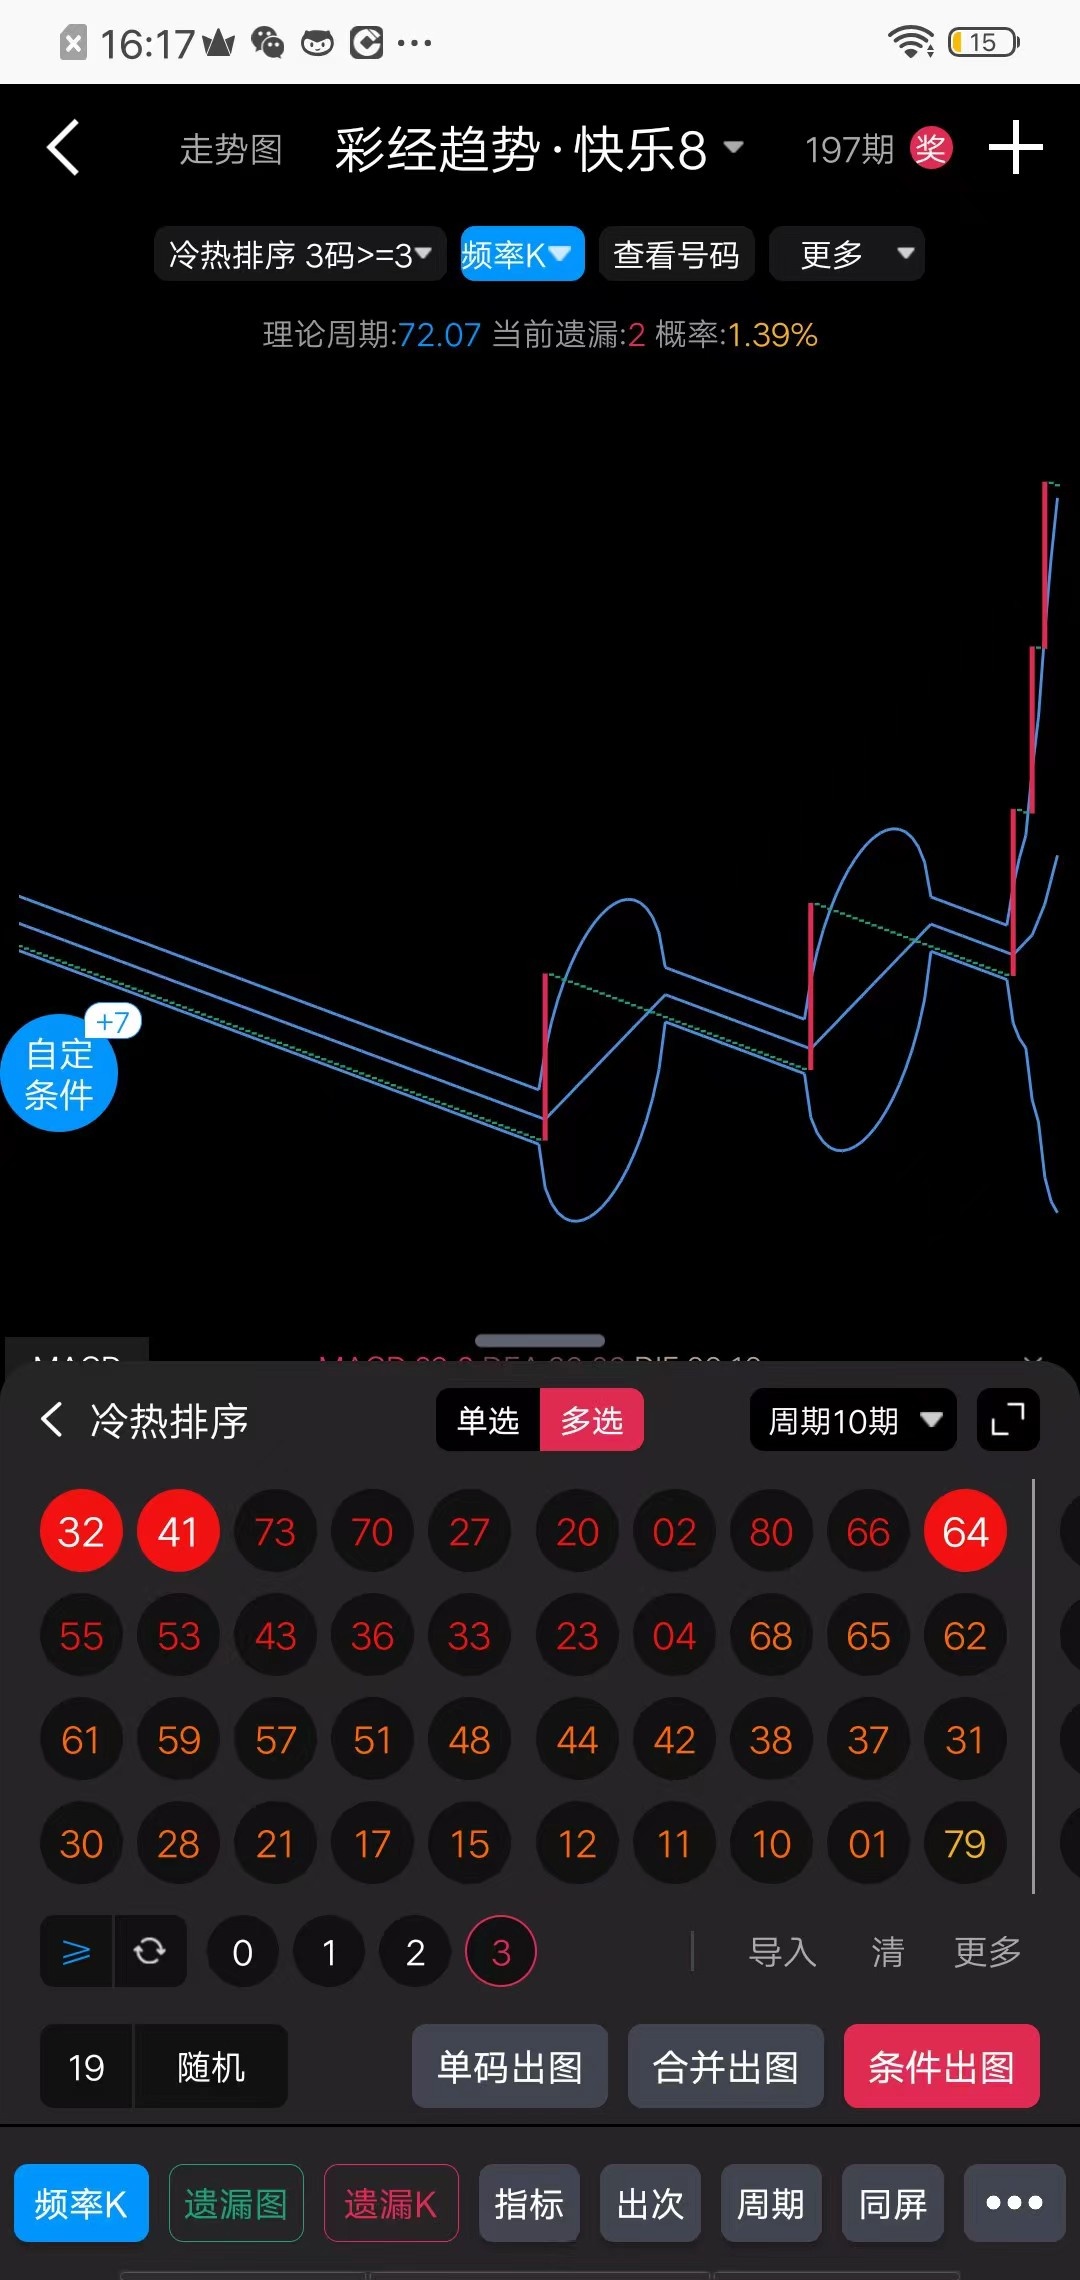 16:17 ··· 15
走势图 彩经趋势·快乐8 197期 奖
冷热排序 3码>=3 频率K 查看号码 更多
理论周期:72.07 当前遗漏:2 概率:1.39%
+7
自定
条件
冷热排序 单选 多选 周期10期
32 41 73 70 27 20 02 80 66 64
55 53 43 36 33 23 04 68 65 62
61 59 57 51 48 44 42 38 37 31
30 28 21 17 15 12 11 10 01 79
≥ 0 1 2 3 导入 清 更多
19 随机 单码出图 合并出图 条件出图
频率K 遗漏图 遗漏K 指标 出次 周期 同屏 •••